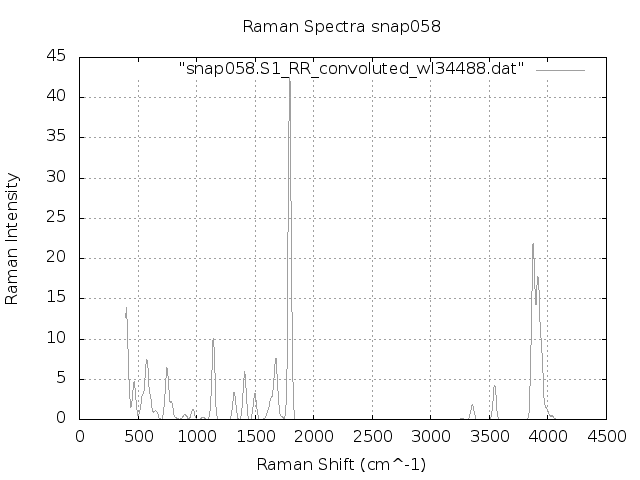 Raman Spectra snap058
"snap058.S1_RR_convoluted_wl34488.dat"
Raman Intensity
45
40
35
30
25
20
15
10
5
0
0 500 1000 1500 2000 2500 3000 3500 4000 4500
Raman Shift (cm^-1)